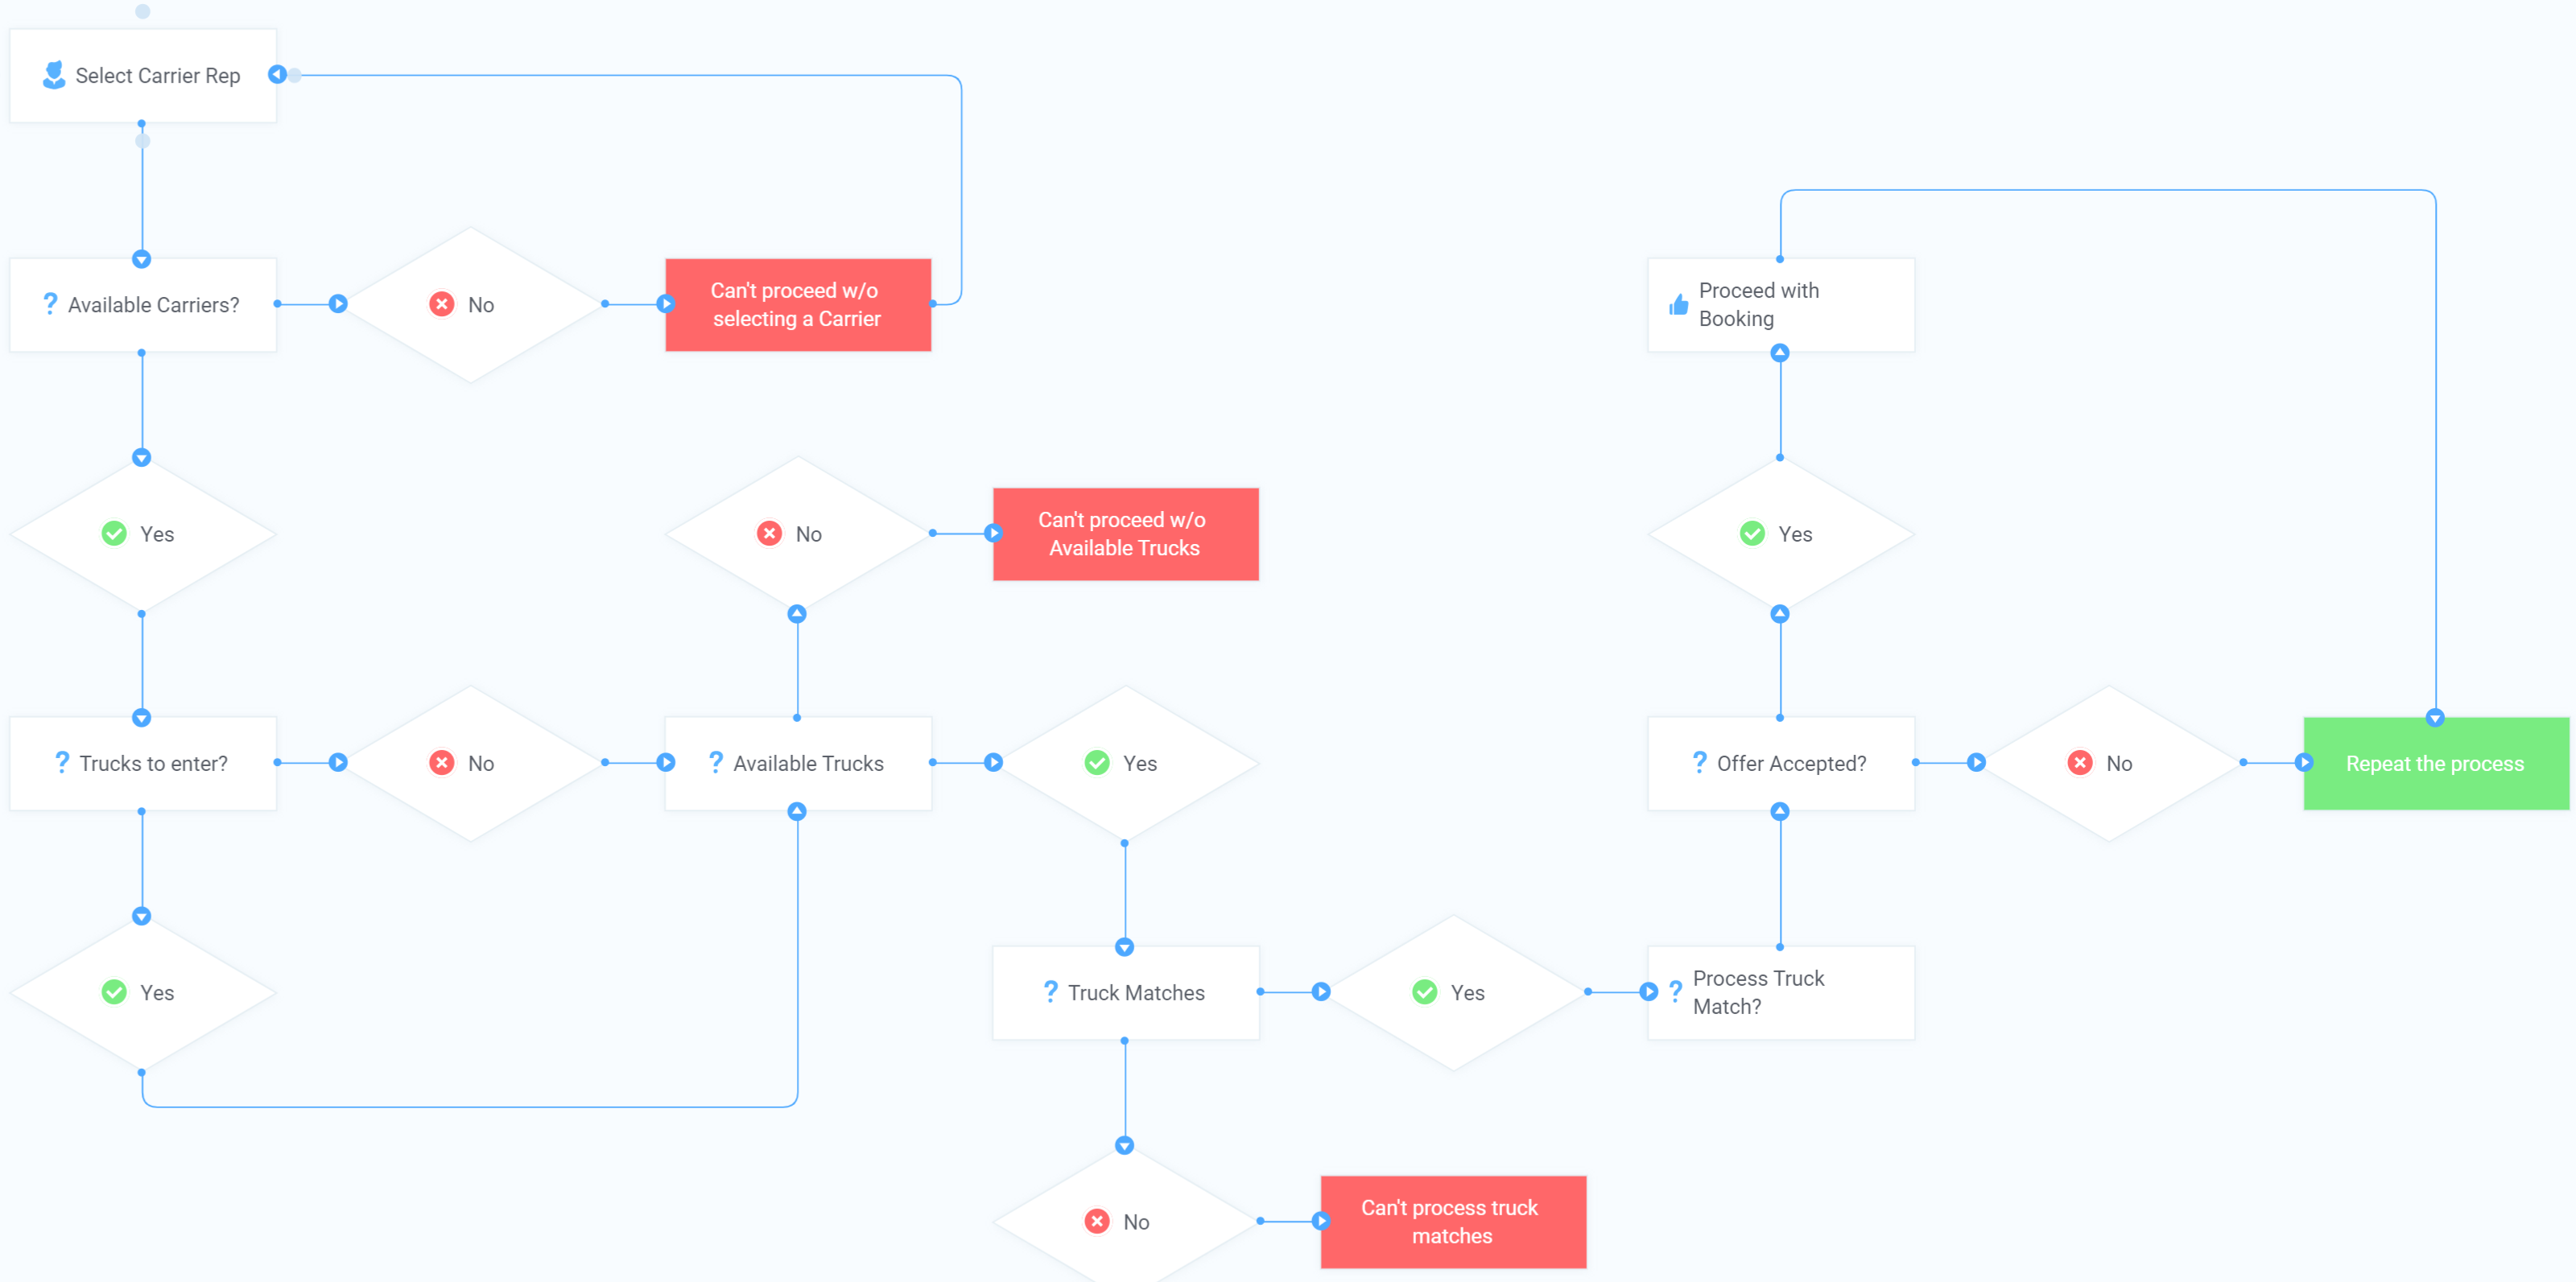 Select Carrier Rep
Available Carriers?
No
Can't proceed w/o
selecting a Carrier
Proceed with
Booking
Yes
No
Can't proceed w/o
Available Trucks
Yes
Trucks to enter?
No
Available Trucks
Yes
Offer Accepted?
No
Repeat the process
Yes
Truck Matches
Yes
Process Truck
Match?
No
Can't process truck
matches